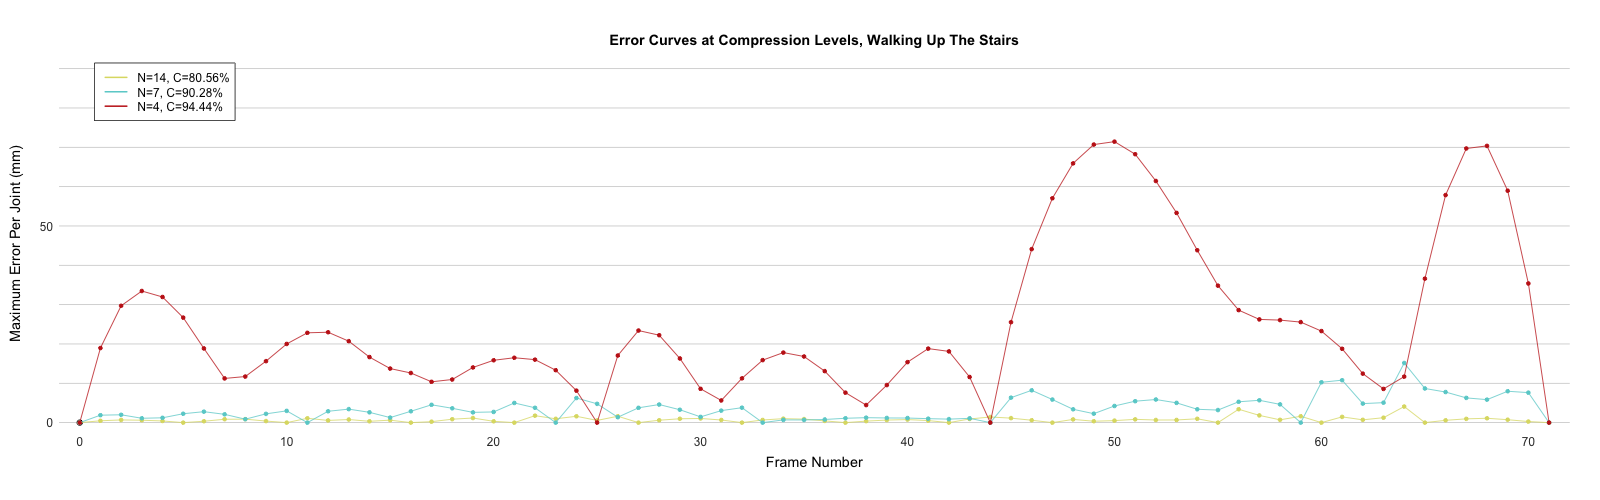 Error Curves at Compression Levels, Walking Up The Stairs
N=14, C=80.56%
N=7, C=90.28%
N=4, C=94.44%
Maximum Error Per Joint (mm)
50
0
0 10 20 30 40 50 60 70
Frame Number